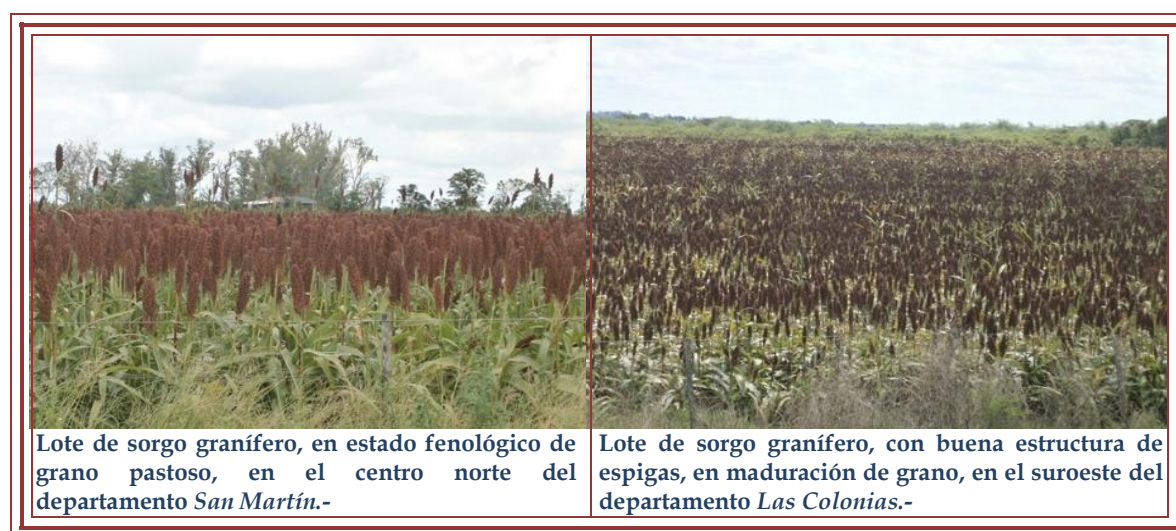 Lote de sorgo granífero, en estado fenológico de
grano pastoso, en el centro norte del
departamento San Martín.-
Lote de sorgo granífero, con buena estructura de
espigas, en maduración de grano, en el suroeste del
departamento Las Colonias.-